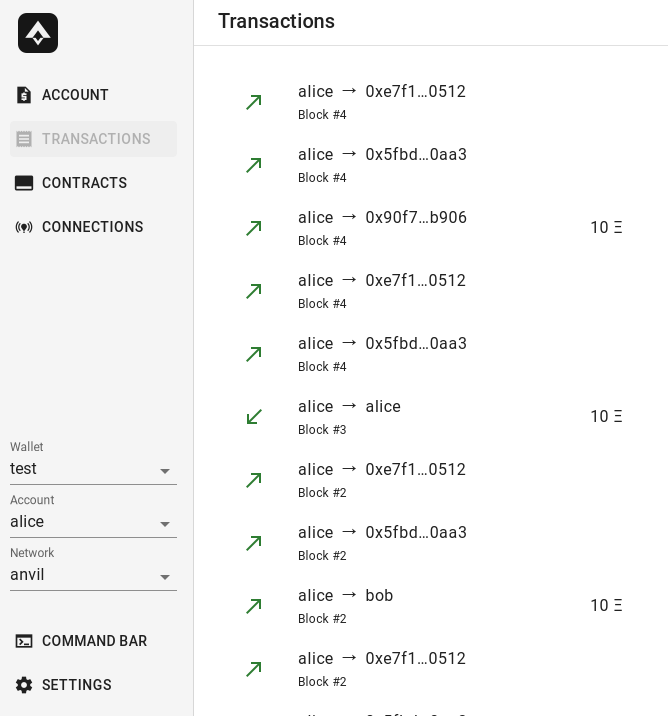 Transactions
ACCOUNT
TRANSACTIONS
CONTRACTS
CONNECTIONS
Wallet
test
Account
alice
Network
anvil
COMMAND BAR
SETTINGS
alice → 0xe7f1…0512
Block #4
alice → 0x5fbd…0aa3
Block #4
alice → 0x90f7…b906 10 Ξ
Block #4
alice → 0xe7f1…0512
Block #4
alice → 0x5fbd…0aa3
Block #4
alice → alice 10 Ξ
Block #3
alice → 0xe7f1…0512
Block #2
alice → 0x5fbd…0aa3
Block #2
alice → bob 10 Ξ
Block #2
alice → 0xe7f1…0512
Block #2